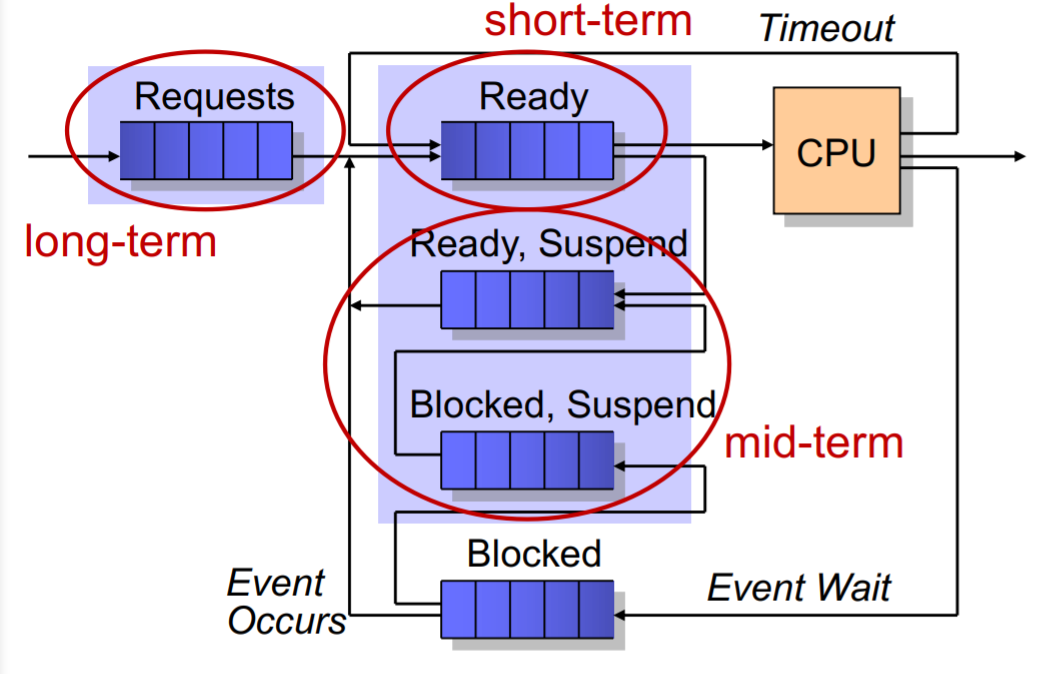 short-term
Timeout
Requests
Ready
CPU
long-term
Ready, Suspend
Blocked, Suspend
mid-term
Blocked
Event
Occurs
Event Wait